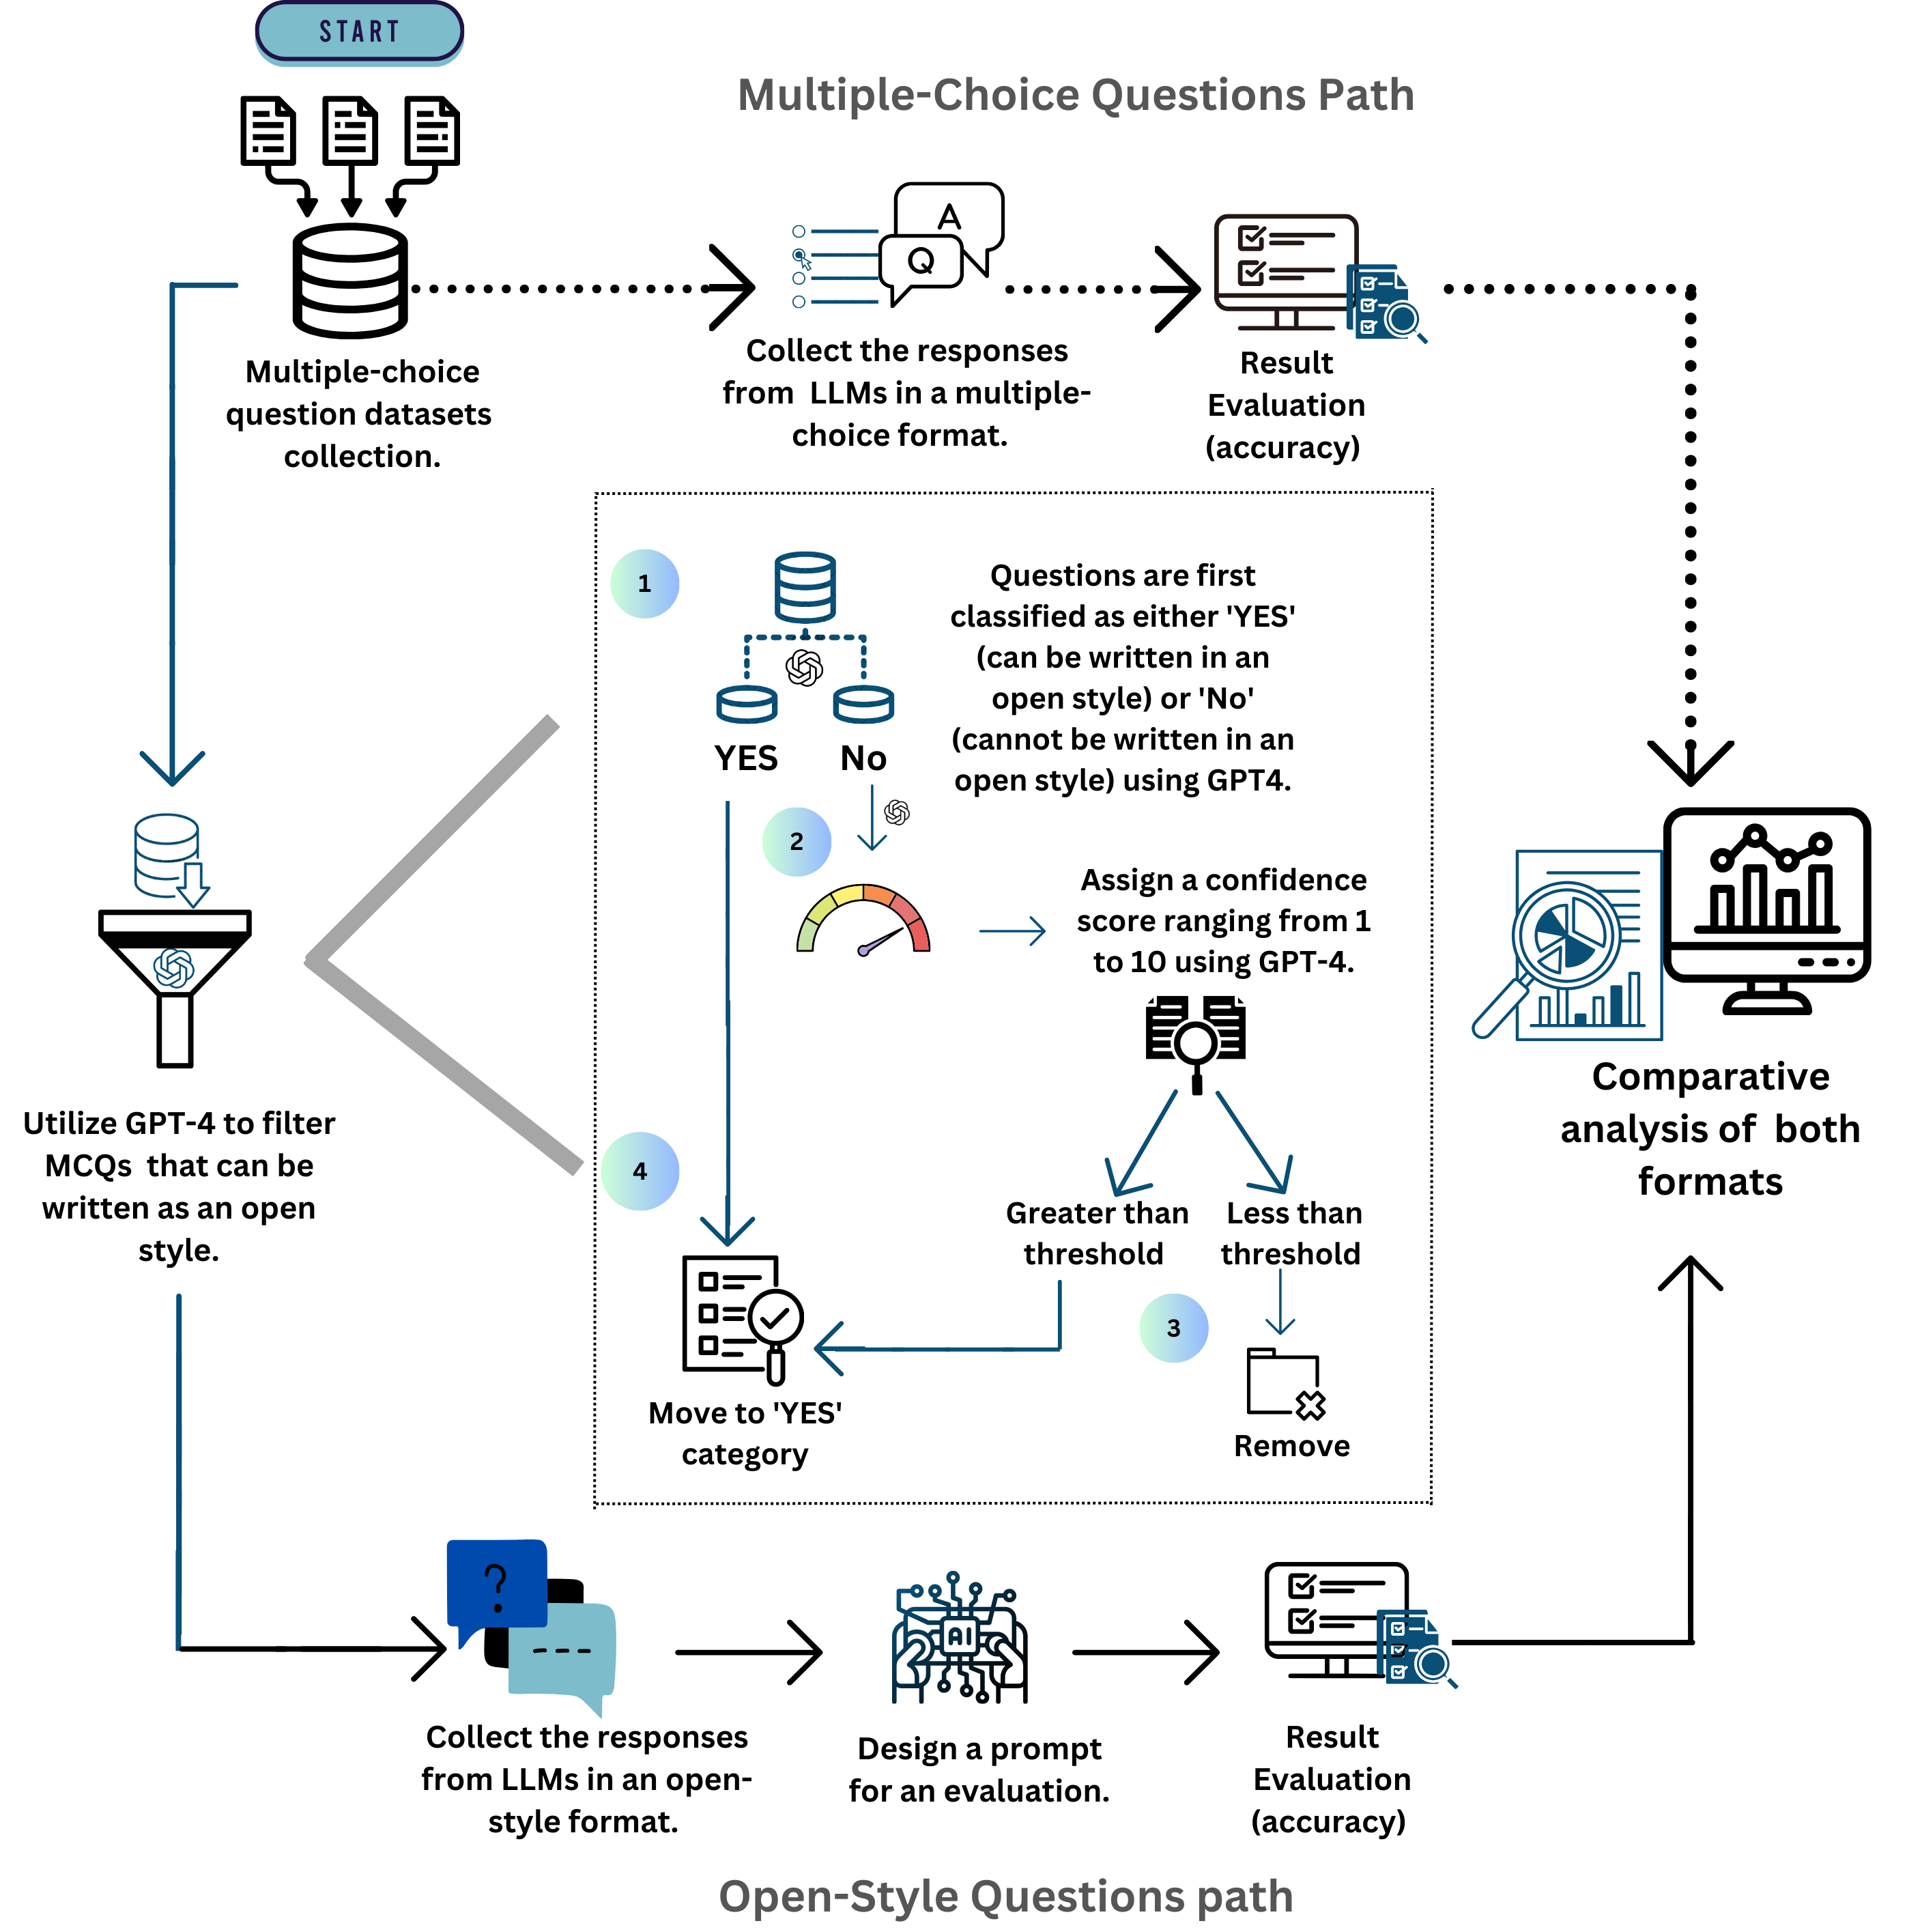 START
Multiple-Choice Questions Path
A
Q
Multiple-choice
question datasets
collection.
Collect the responses
from LLMs in a multiple-
choice format.
Result
Evaluation
(accuracy)
1
Questions are first
classified as either 'YES'
(can be written in an
open style) or 'No'
(cannot be written in an
open style) using GPT4.
YES
No
2
Assign a confidence
score ranging from 1
to 10 using GPT-4.
Utilize GPT-4 to filter
MCQs that can be
written as an open
style.
4
Greater than
threshold
Less than
threshold
3
Move to 'YES'
category
Remove
Comparative
analysis of both
formats
?
AI
Collect the responses
from LLMs in an open-
style format.
Design a prompt
for an evaluation.
Result
Evaluation
(accuracy)
Open-Style Questions path